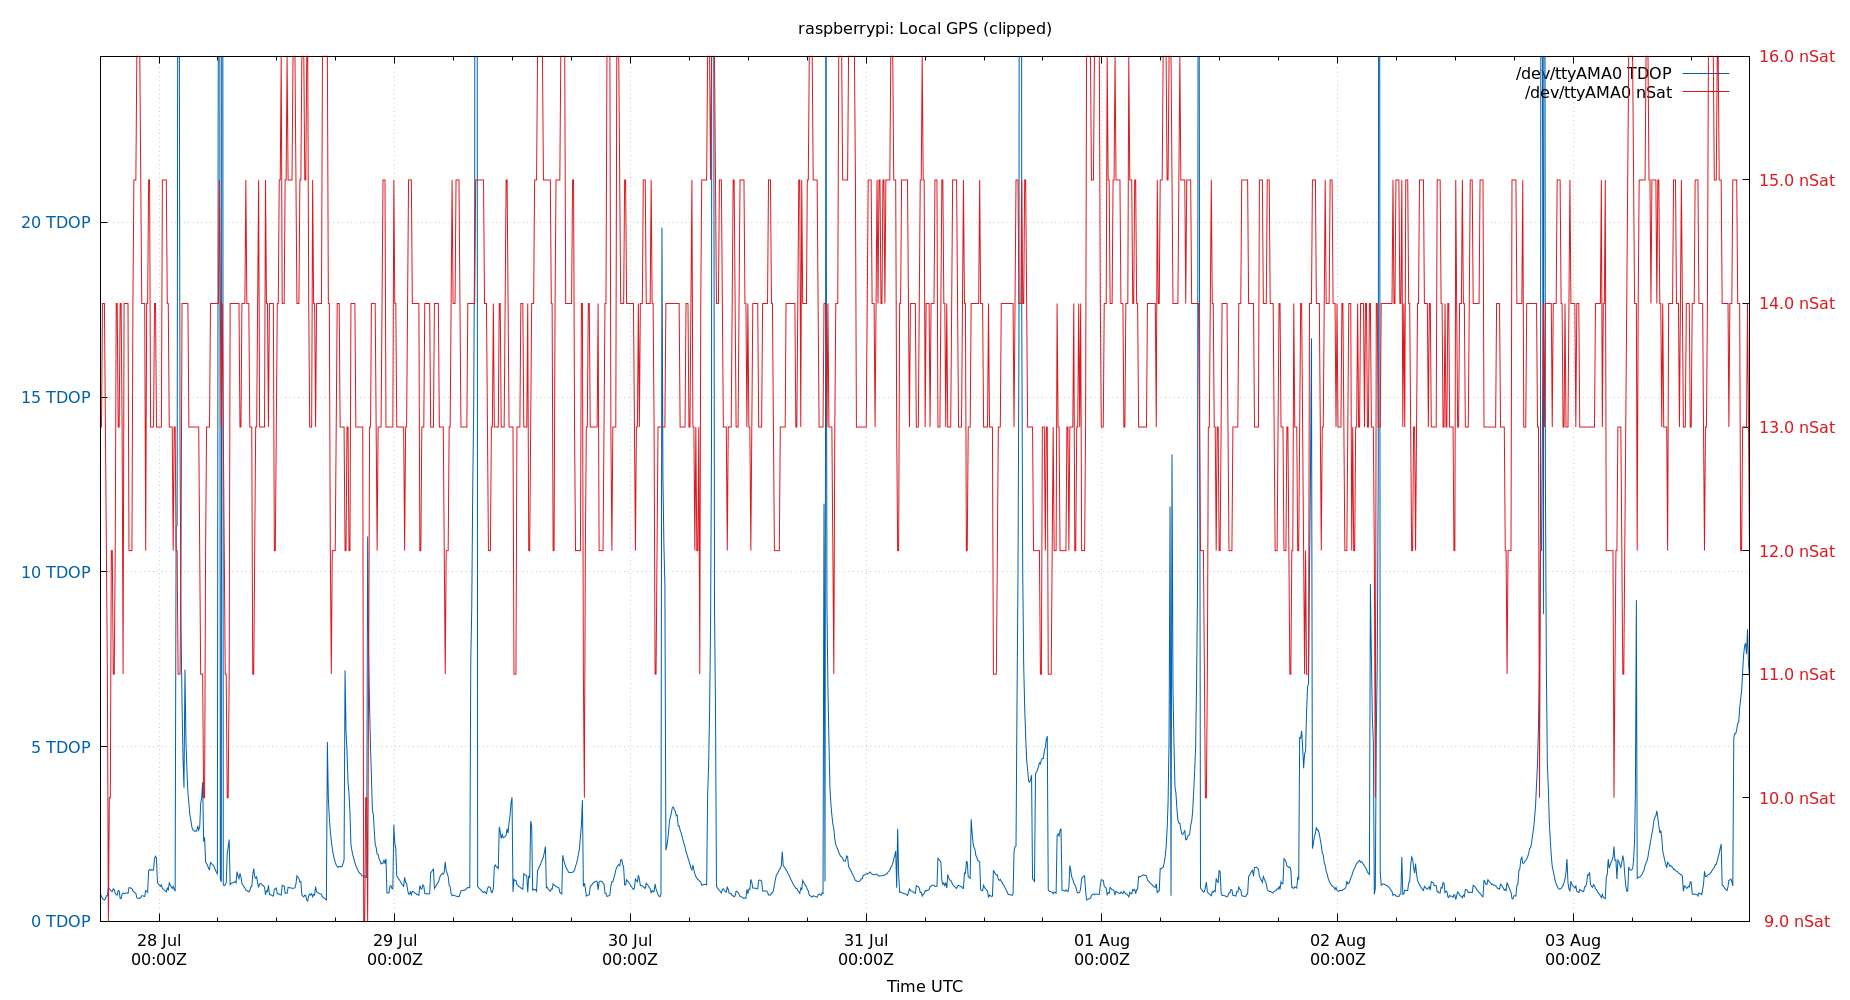 raspberrypi: Local GPS (clipped)
/dev/ttyAMA0 TDOP
/dev/ttyAMA0 nSat
20 TDOP
15 TDOP
10 TDOP
5 TDOP
0 TDOP
16.0 nSat
15.0 nSat
14.0 nSat
13.0 nSat
12.0 nSat
11.0 nSat
10.0 nSat
9.0 nSat
28 Jul
00:00Z
29 Jul
00:00Z
30 Jul
00:00Z
31 Jul
00:00Z
01 Aug
00:00Z
02 Aug
00:00Z
03 Aug
00:00Z
Time UTC